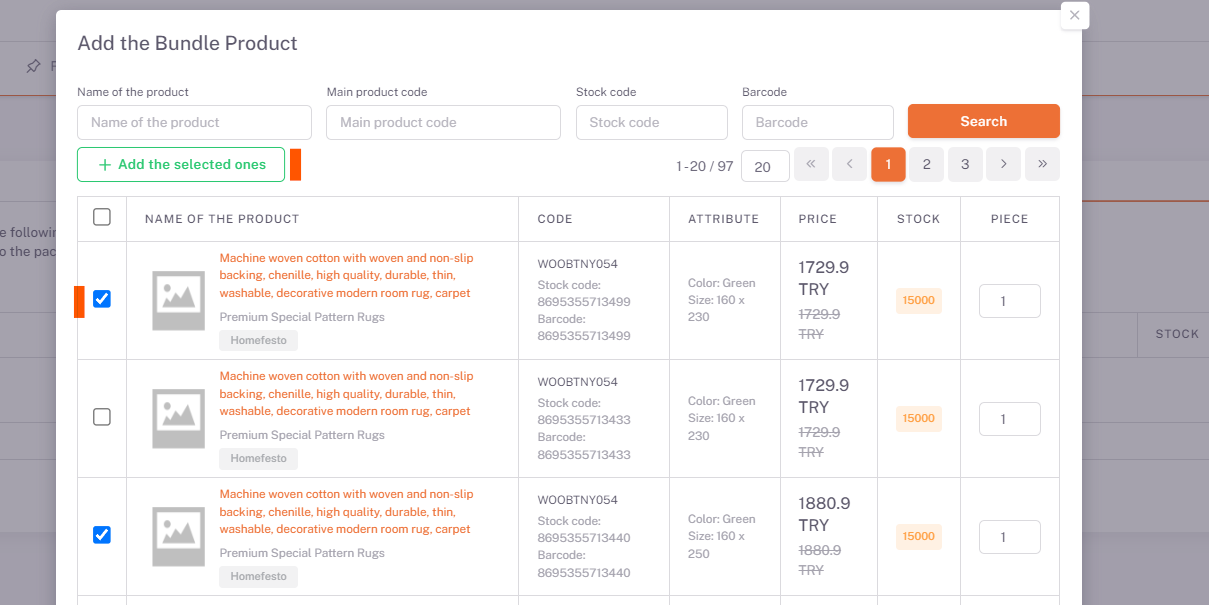 Add the Bundle Product
Name of the product
Main product code
Stock code
Barcode
Name of the product
Main product code
Stock code
Barcode
Search
+ Add the selected ones
1-20 / 97
20
«
<
1
2
3
>
»
NAME OF THE PRODUCT
CODE
ATTRIBUTE
PRICE
STOCK
PIECE
Machine woven cotton with woven and non-slip
backing, chenille, high quality, durable, thin,
washable, decorative modern room rug, carpet
Premium Special Pattern Rugs
Homefesto
WOOBTNY054
Stock code:
8695355713499
Barcode:
8695355713499
Color: Green
Size: 160 x
230
1729.9
TRY
1729.9
TRY
15000
1
Machine woven cotton with woven and non-slip
backing, chenille, high quality, durable, thin,
washable, decorative modern room rug, carpet
Premium Special Pattern Rugs
Homefesto
WOOBTNY054
Stock code:
8695355713433
Barcode:
8695355713433
Color: Green
Size: 160 x
230
1729.9
TRY
1729.9
TRY
15000
1
Machine woven cotton with woven and non-slip
backing, chenille, high quality, durable, thin,
washable, decorative modern room rug, carpet
Premium Special Pattern Rugs
Homefesto
WOOBTNY054
Stock code:
8695355713440
Barcode:
8695355713440
Color: Green
Size: 160 x
250
1880.9
TRY
1880.9
TRY
15000
1
STOCK